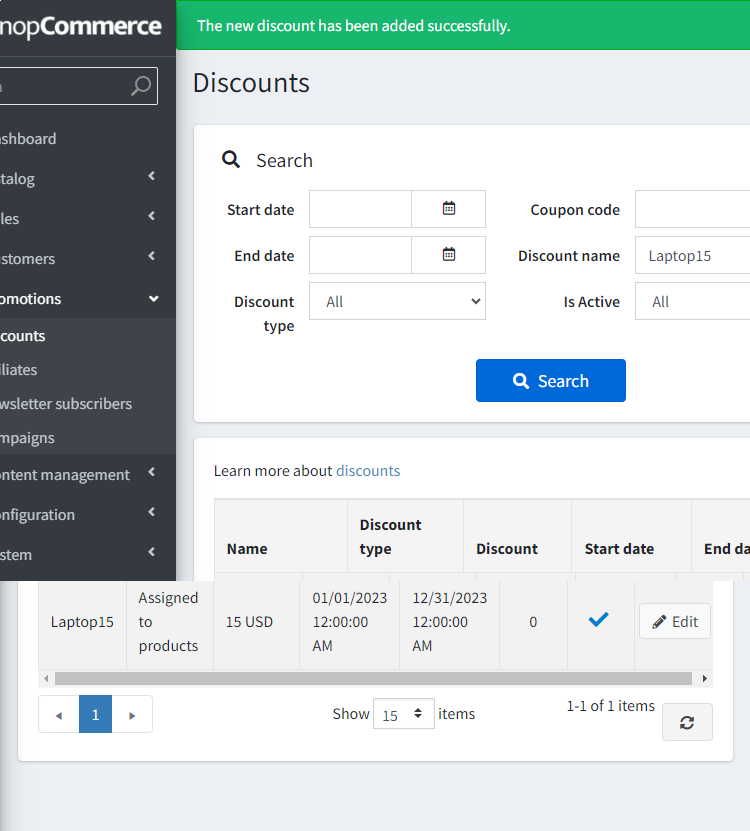 nopCommerce
The new discount has been added successfully.
Discounts
ashboard
talog
les
stomers
omotions
counts
iliates
wsletter subscribers
mpaigns
ontent management
onfiguration
stem
Search
Start date
Coupon code
End date
Discount name
Laptop15
Discount
type
All
Is Active
All
Search
Learn more about discounts
Name
Discount
type
Discount
Start date
End da
Laptop15
Assigned
to
products
15 USD
01/01/2023
12:00:00
AM
12/31/2023
12:00:00
AM
0
Edit
1
Show 15 items
1-1 of 1 items